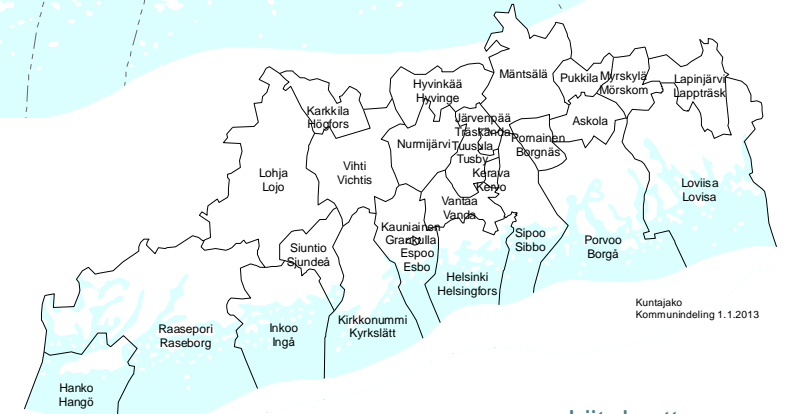 Mäntsälä
Pukkila
Myrskylä
Mörskom
Lapinjärvi
Lappträsk
Hyvinkää
Hyvinge
Karkkila
Högfors
Järvenpää
Träskända
Tuusula
Tusby
Askola
Pornainen
Borgnäs
Nurmijärvi
Vihti
Vichtis
Lohja
Lojo
Kerava
Kervo
Loviisa
Lovisa
Vantaa
Vanda
Kauniainen
Grankulla
Espoo
Esbo
Siuntio
Sjundeå
Sipoo
Sibbo
Porvoo
Borgå
Helsinki
Helsingfors
Kuntajako
Kommunindeling 1.1.2013
Kirkkonummi
Kyrkslätt
Inkoo
Ingå
Raasepori
Raseborg
Hanko
Hangö